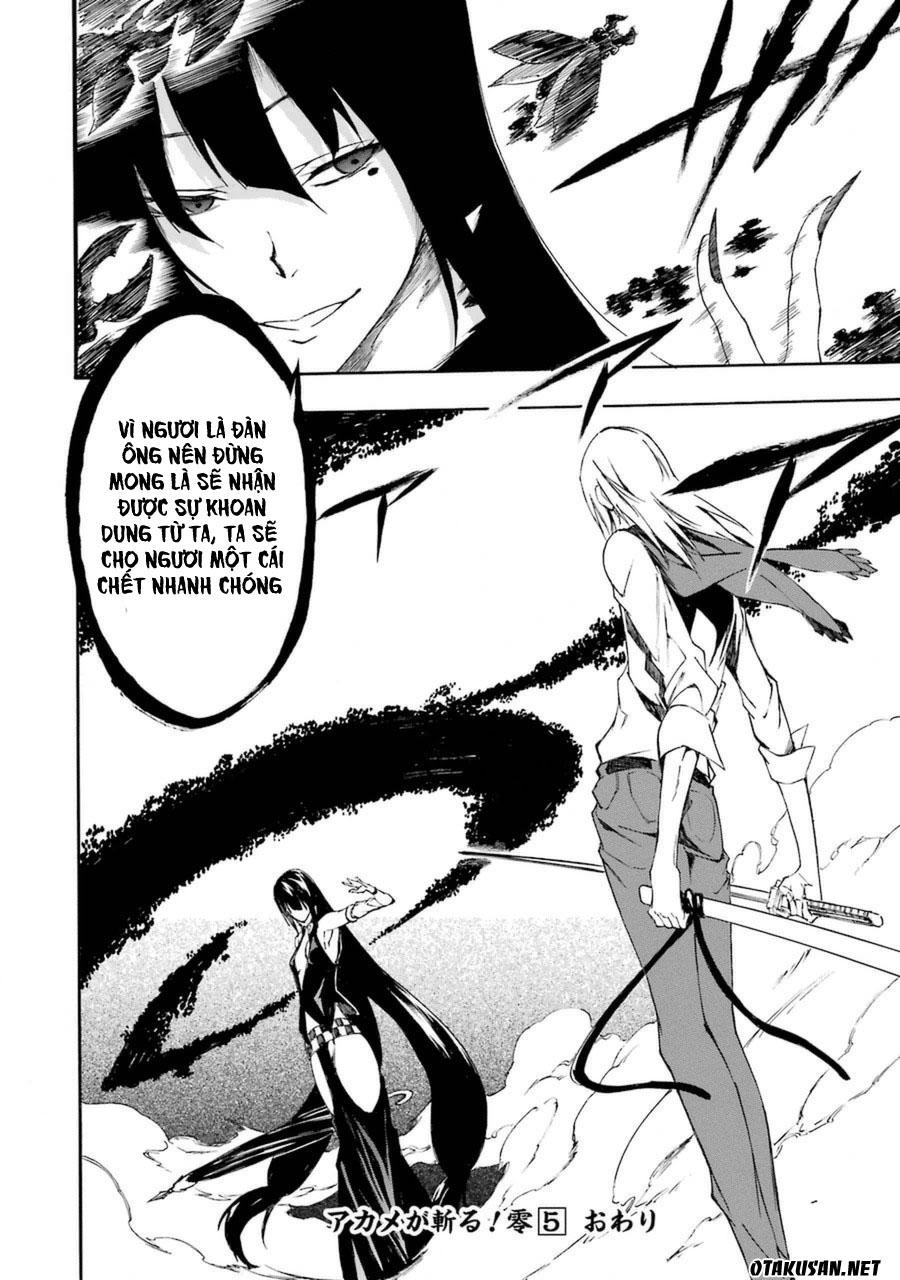 VÌ NGƯƠI LÀ ĐÀN
ÔNG NÊN ĐỪNG
MONG LÀ SẼ NHẬN
ĐƯỢC SỰ KHOAN
DUNG TỪ TA, TA SẼ
CHO NGƯƠI MỘT CÁI
CHẾT NHANH CHÓNG
アカメが斬る！零 5 おわり
OTAKUSAN.NET